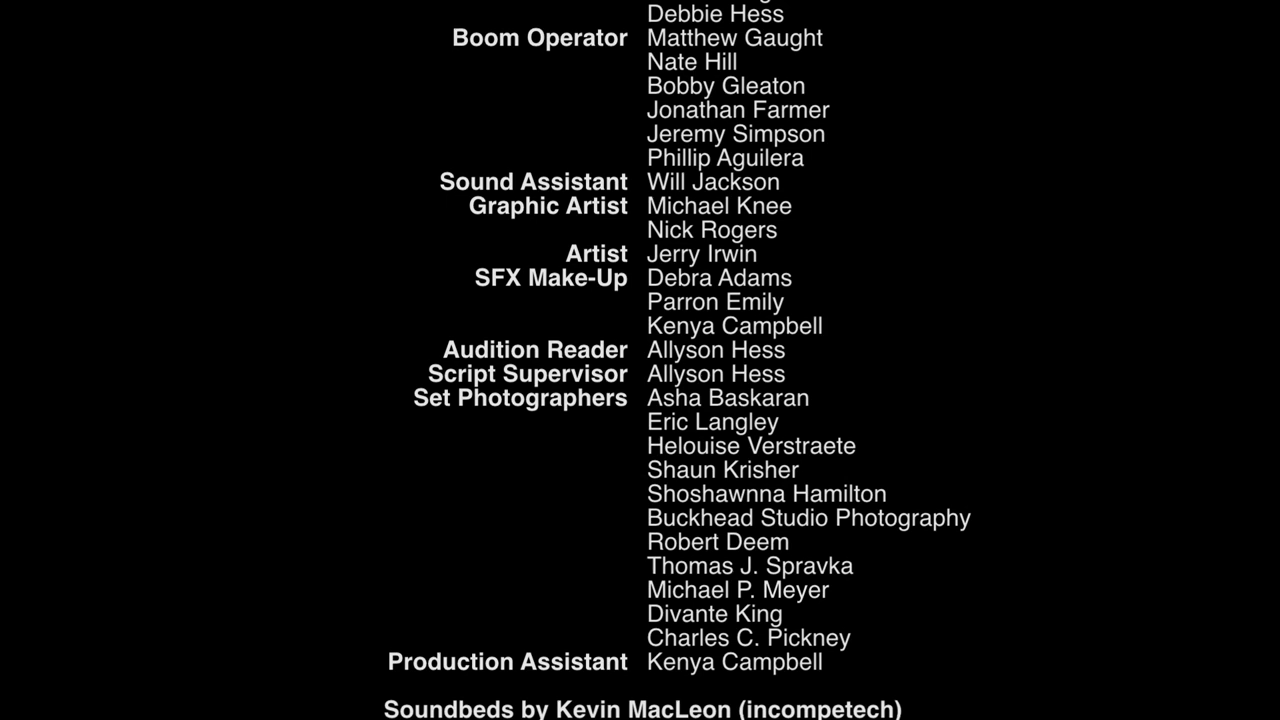 Debbie Hess
Boom Operator Matthew Gaught
Nate Hill
Bobby Gleaton
Jonathan Farmer
Jeremy Simpson
Phillip Aguilera
Sound Assistant Will Jackson
Graphic Artist Michael Knee
Nick Rogers
Artist Jerry Irwin
SFX Make-Up Debra Adams
Parron Emily
Kenya Campbell
Audition Reader Allyson Hess
Script Supervisor Allyson Hess
Set Photographers Asha Baskaran
Eric Langley
Helouise Verstraete
Shaun Krisher
Shoshawnna Hamilton
Buckhead Studio Photography
Robert Deem
Thomas J. Spravka
Michael P. Meyer
Divante King
Charles C. Pickney
Production Assistant Kenya Campbell
Soundbeds by Kevin MacLeon (incompetech)